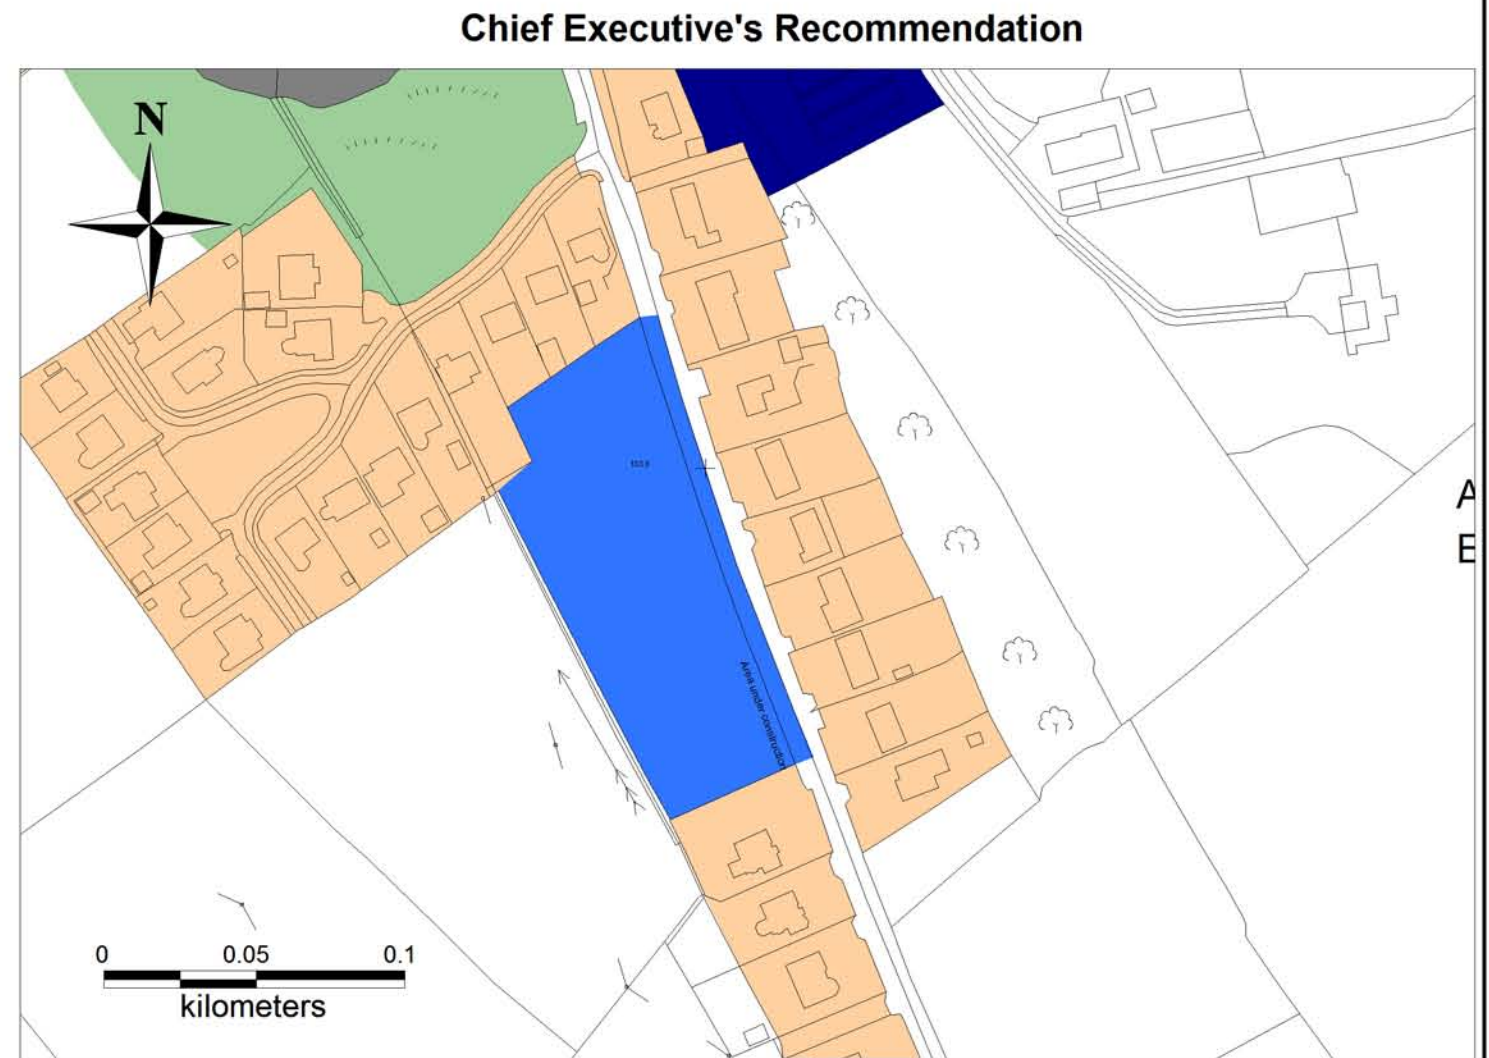 Chief Executive's Recommendation
N
A
E
Area under construction
0 0.05 0.1
kilometers